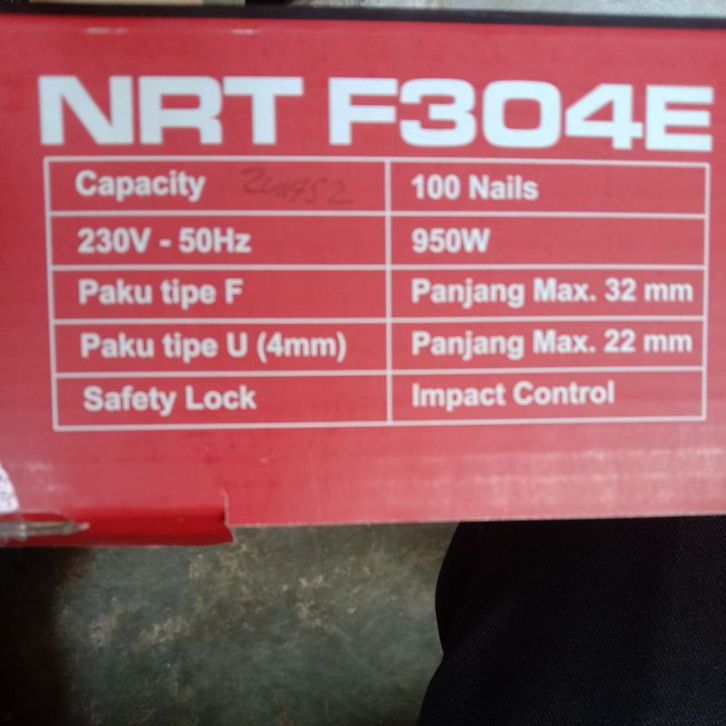 NRT F304E
Capacity 100 Nails
230V - 50Hz 950W
Paku tipe F Panjang Max. 32 mm
Paku tipe U (4mm) Panjang Max. 22 mm
Safety Lock Impact Control